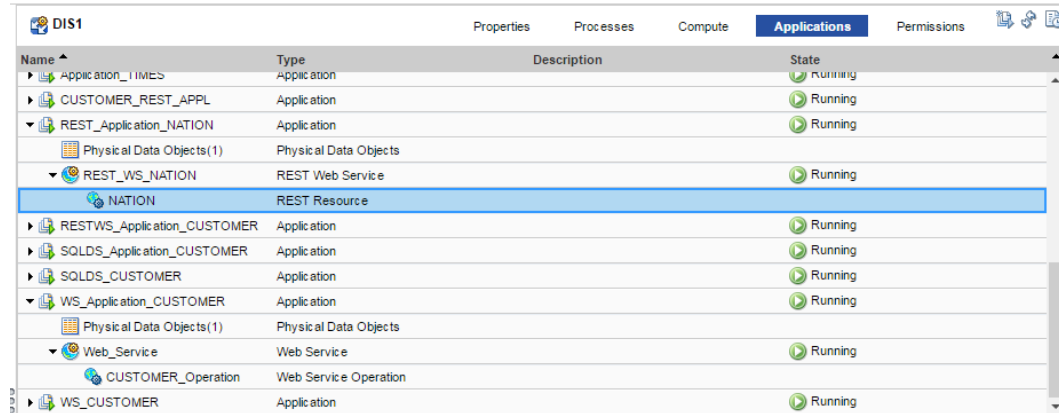 DIS1 Properties Processes Compute Applications Permissions
Name Type Description State
Application_TIMES Application Running
CUSTOMER_REST_APPL Application Running
REST_Application_NATION Application Running
Physical Data Objects(1) Physical Data Objects
REST_WS_NATION REST Web Service Running
NATION REST Resource
RESTWS_Application_CUSTOMER Application Running
SQLDS_Application_CUSTOMER Application Running
SQLDS_CUSTOMER Application Running
WS_Application_CUSTOMER Application Running
Physical Data Objects(1) Physical Data Objects
Web_Service Web Service Running
CUSTOMER_Operation Web Service Operation
WS_CUSTOMER Application Running